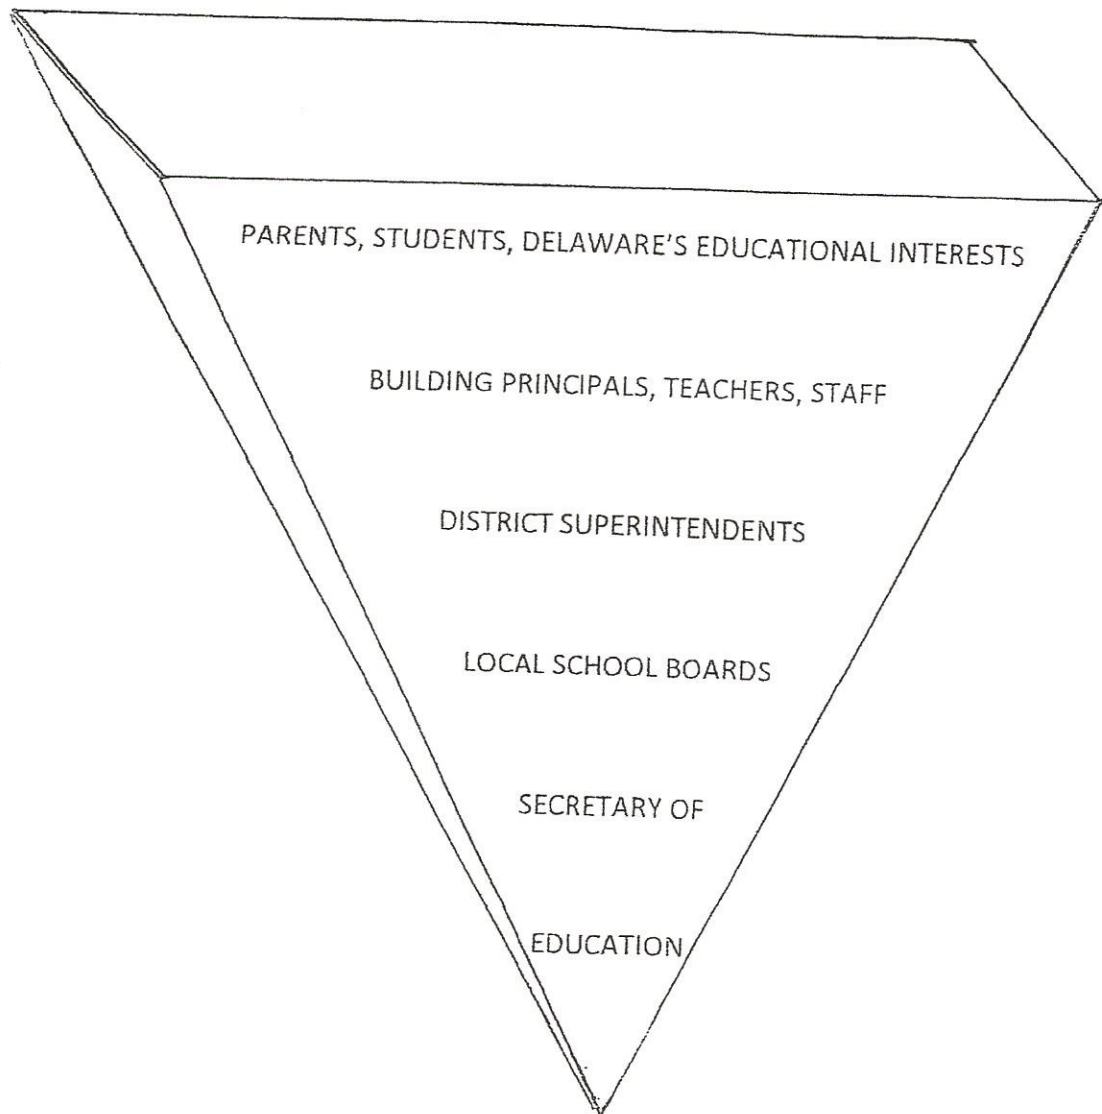 PARENTS, STUDENTS, DELAWARE'S EDUCATIONAL INTERESTS
BUILDING PRINCIPALS, TEACHERS, STAFF
DISTRICT SUPERINTENDENTS
LOCAL SCHOOL BOARDS
SECRETARY OF
EDUCATION